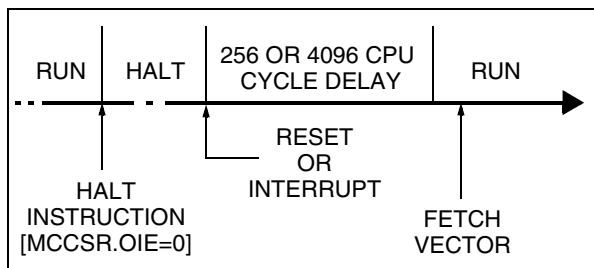 RUN
HALT
256 OR 4096 CPU
CYCLE DELAY
RUN
RESET
OR
INTERRUPT
HALT
INSTRUCTION
[MCCSR.OIE=0]
FETCH
VECTOR